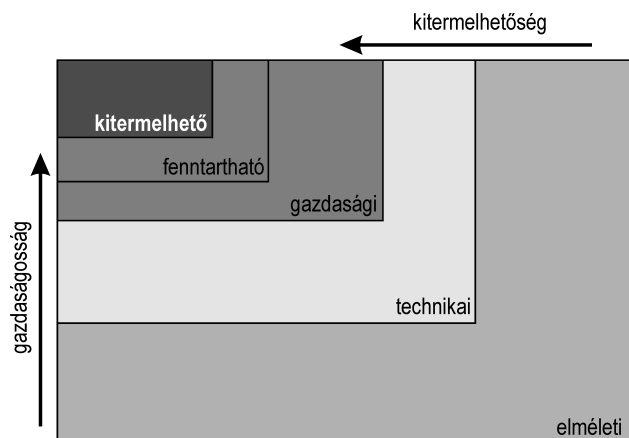 kitermelhetőség
kitermelhető
fenntartható
gazdasági
technikai
elméleti
gazdaságosság